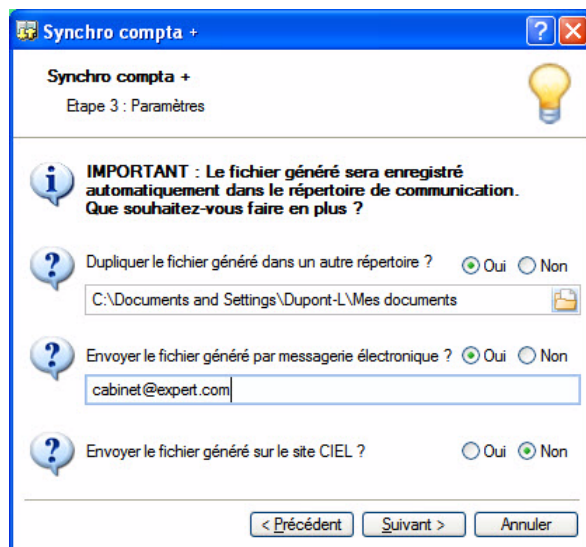 Synchro compta +
Synchro compta +
Etape 3 : Paramètres
IMPORTANT : Le fichier généré sera enregistré
automatiquement dans le répertoire de communication.
Que souhaitez-vous faire en plus ?
Dupliquer le fichier généré dans un autre répertoire ? Oui Non
C:\Documents and Settings\Dupont-L\Mes documents
Envoyer le fichier généré par messagerie électronique ? Oui Non
cabinet@expert.com
Envoyer le fichier généré sur le site CIEL ? Oui Non
< Précédent Suivant > Annuler